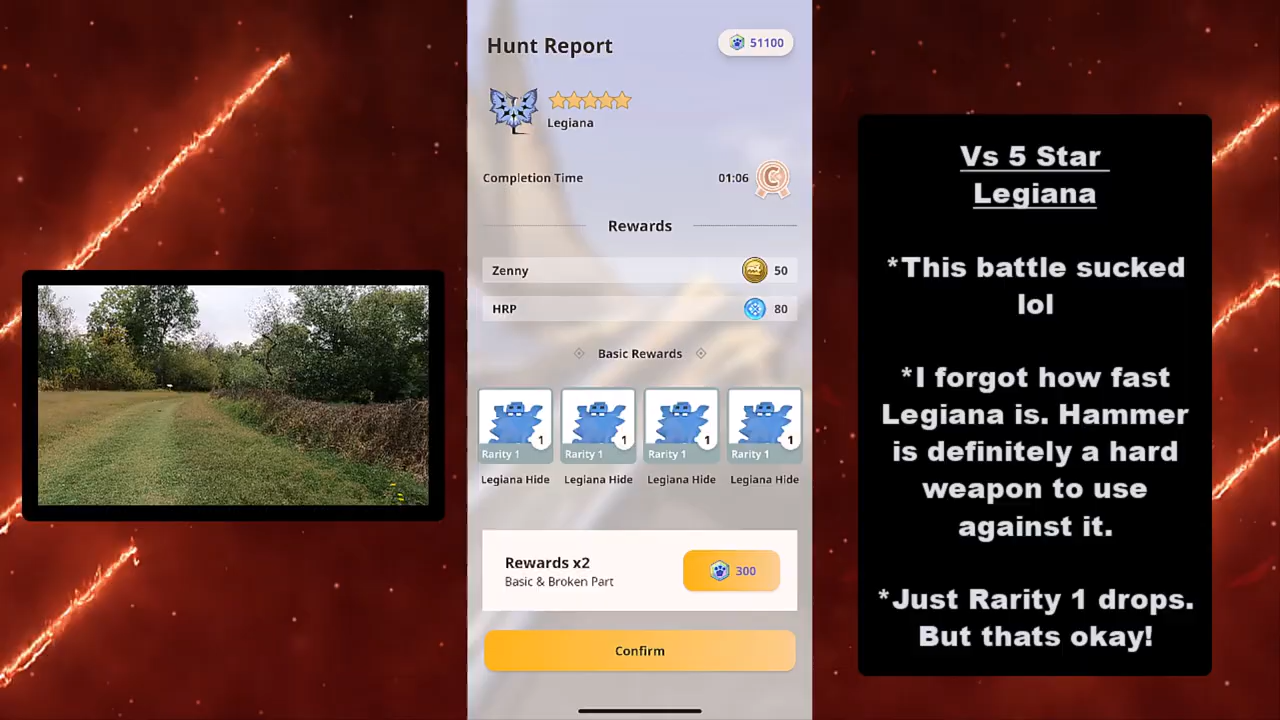 Hunt Report
51100
Legiana
Completion Time
01:06
C
Rewards
Zenny
50
HRP
80
Basic Rewards
1
1
1
1
Rarity 1
Rarity 1
Rarity 1
Rarity 1
Legiana Hide
Legiana Hide
Legiana Hide
Legiana Hide
Rewards x2
Basic & Broken Part
300
Confirm
Vs 5 Star
Legiana
*This battle sucked
lol
*I forgot how fast
Legiana is. Hammer
is definitely a hard
weapon to use
against it.
*Just Rarity 1 drops.
But thats okay!